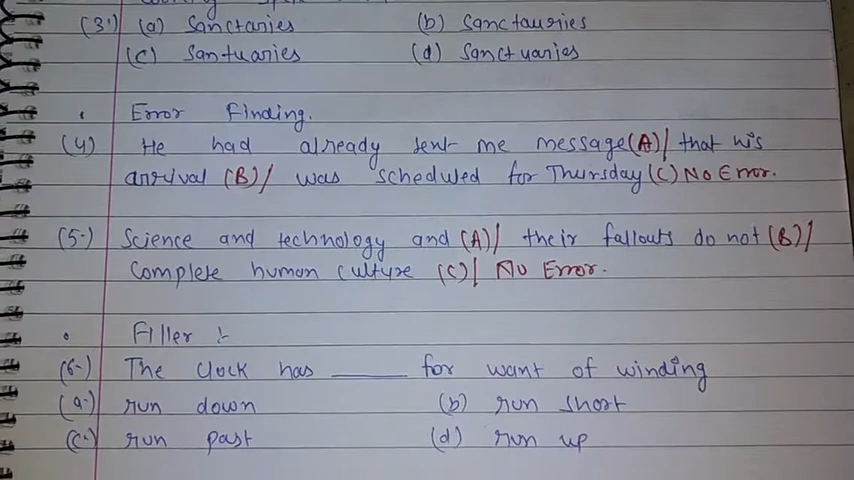 (3.) (a) Sanctaries (b) Sanctauries
(c) Santuaries (d) Sanctuaries
• Error Finding.
(4) He had already sent me message (A)/ that his
arrival (B)/ was scheduled for Thursday (C) No Error.
(5.) Science and technology and (A)/ their fallouts do not (B)/
Complete human culture (C)/ No Error.
• Filler :-
(6.) The clock has ______ for want of winding
(a.) run down (b) run short
(c.) run past (d) run up